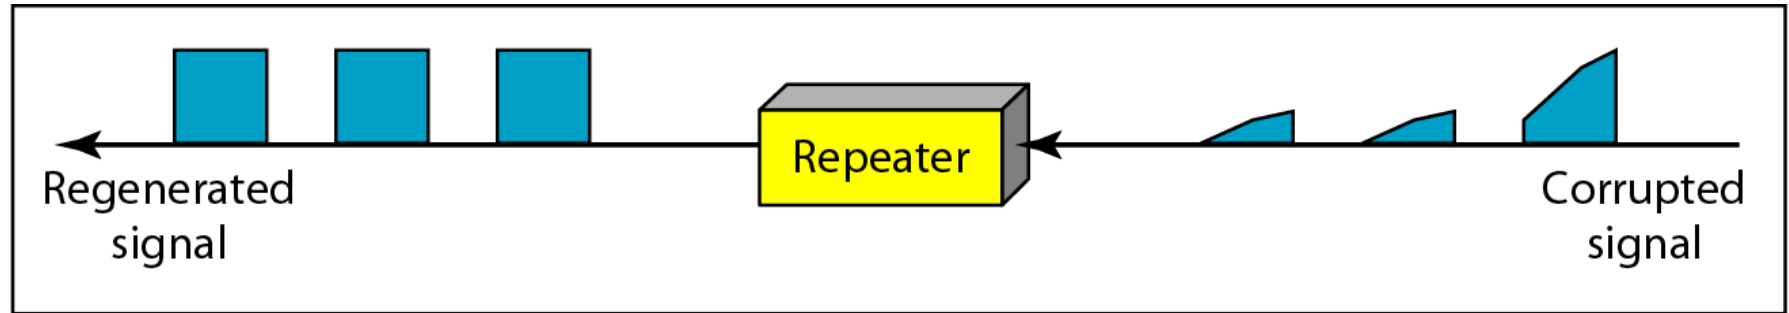 Repeater
Regenerated
signal
Corrupted
signal